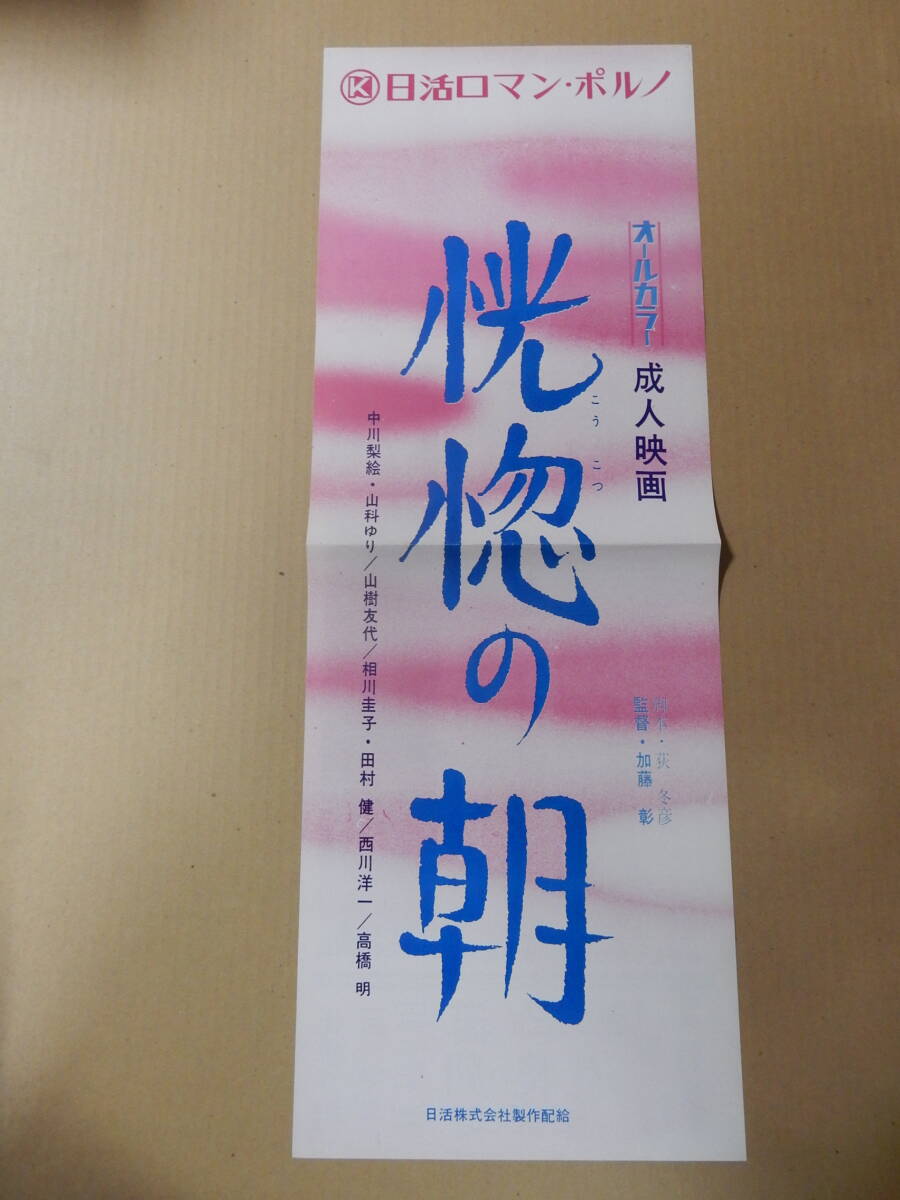 Ⓚ日活ロマン・ポルノ
オールカラー
成人映画
脚本・萩 冬彦
監督・加藤 彰
恍惚の朝
こうこつ
中川梨絵・山科ゆり/山樹友代/相川圭子・田村 健/西川洋一/高橋 明
日活株式会社製作配給